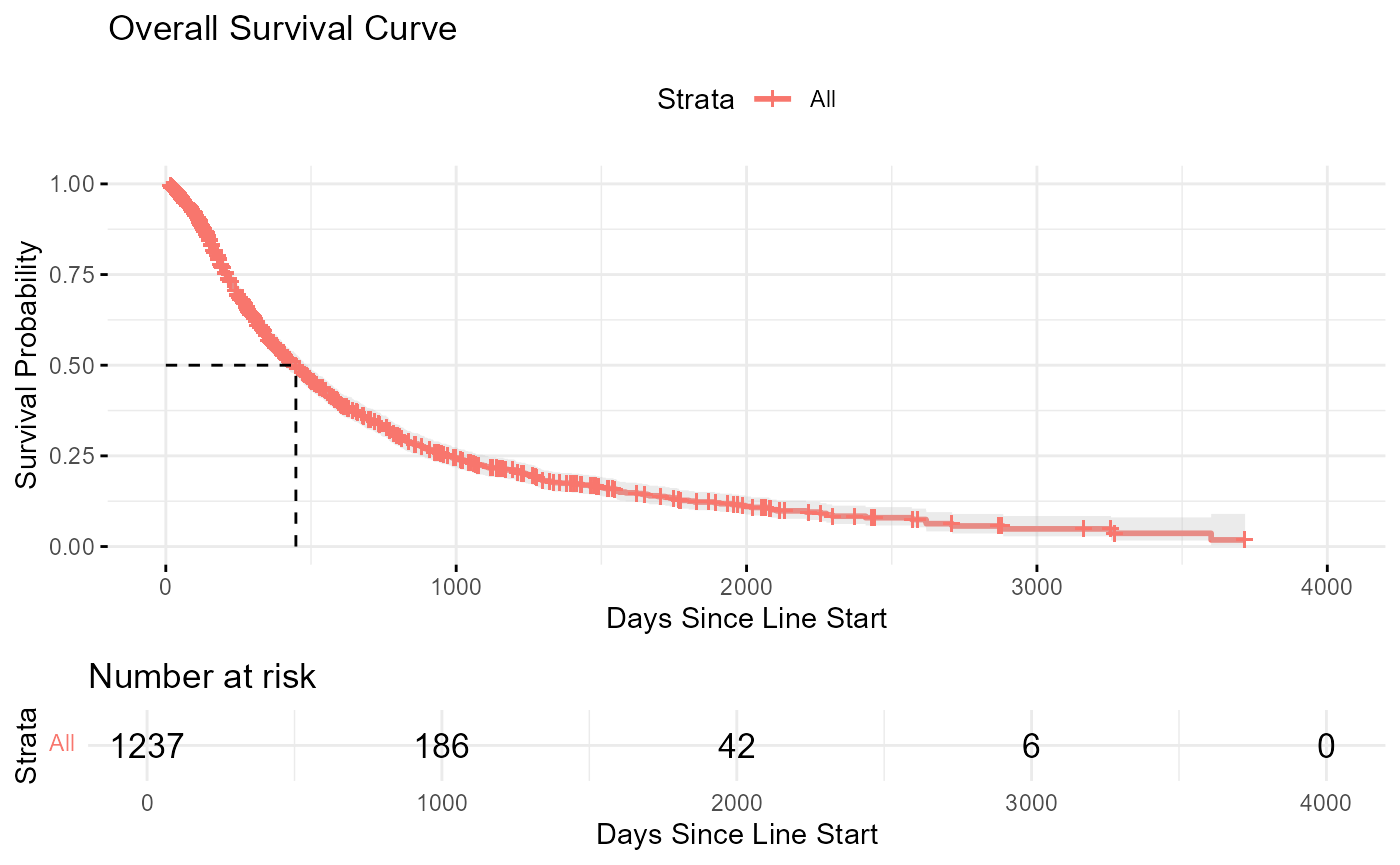 Overall Survival Curve
Strata All
Survival Probability
1.00
0.75
0.50
0.25
0.00
0 1000 2000 3000 4000
Days Since Line Start
Number at risk
Strata
All 1237 186 42 6 0
0 1000 2000 3000 4000
Days Since Line Start